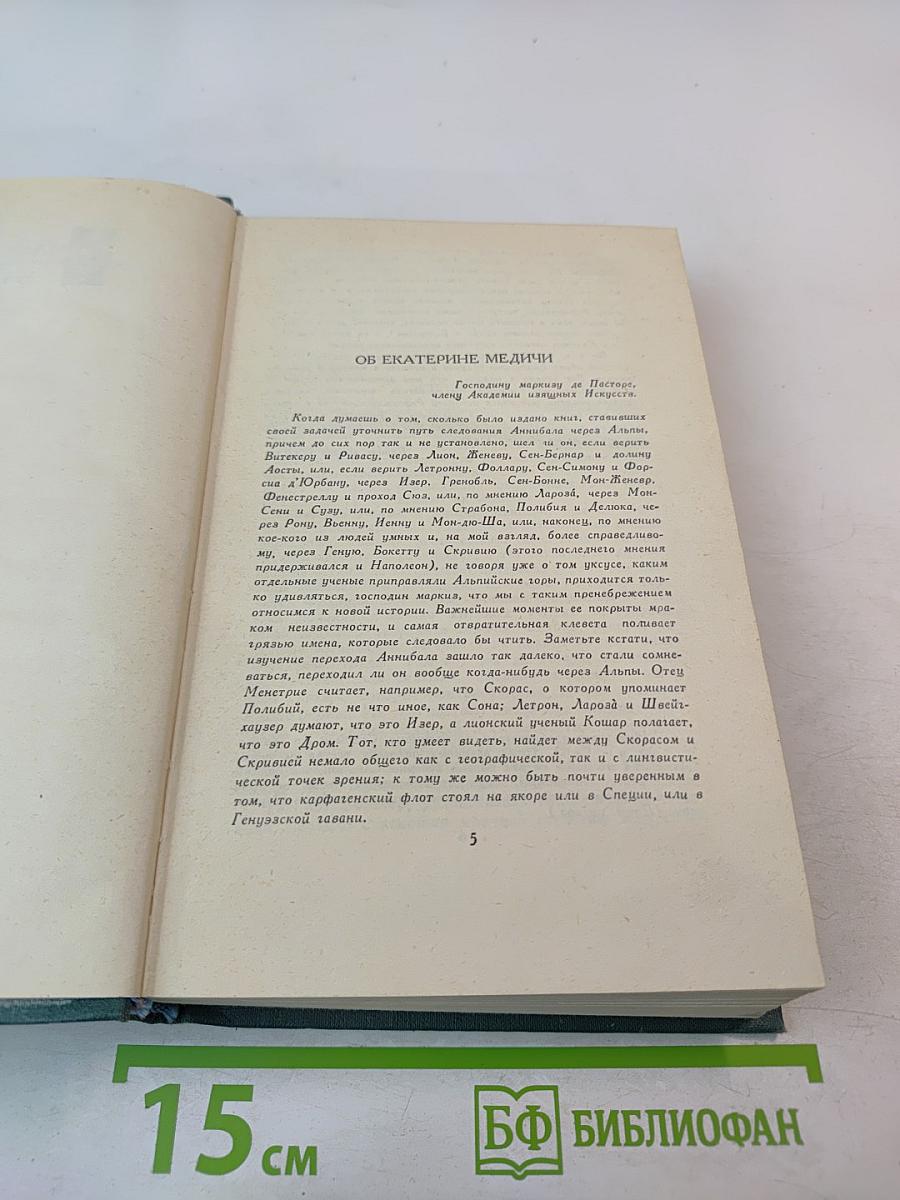 ОБ ЕКАТЕРИНЕ МЕДИЧИ
Господину маркизу де Пасторе,
члену Академии изящных Искусств.
Когда думаешь о том, сколько было издано книг, ставивших
своей задачей уточнить путь следования Аннибала через Альпы,
причем до сих пор так и не установлено, шел ли он, если верить
Витекеру и Ривасу, через Лион, Женеву, Сен-Бернар и долину
Аосты, или, если верить Летронну, Фоллару, Сен-Симону и Фор-
сиа д'Юрбану, через Изер, Гренобль, Сен-Бонне, Мон-Женевр,
Фенестреллу и проход Сюз, или, по мнению Лароза́, через Мон-
Сени и Сузу, или, по мнению Страбона, Полибия и Делюка, че-
рез Рону, Вьенну, Иенну и Мон-дю-Ша, или, наконец, по мнению
кое-кого из людей умных и, на мой взгляд, более справедливо-
му, через Геную, Бокетту и Скривию (этого последнего мнения
придерживался и Наполеон), не говоря уже о том уксусе, каким
отдельные ученые приправляли Альпийские горы, приходится толь-
ко удивляться, господин маркиз, что мы с таким пренебрежением
относимся к новой истории. Важнейшие моменты ее покрыты мра-
ком неизвестности, и самая отвратительная клевета поливает
грязью имена, которые следовало бы чтить. Заметьте кстати, что
изучение перехода Аннибала зашло так далеко, что стали сомне-
ваться, переходил ли он вообще когда-нибудь через Альпы. Отец
Менетрие считает, например, что Скорас, о котором упоминает
Полибий, есть не что иное, как Сона; Летрон, Лароза̀ и Швейг-
хаузер думают, что это Изер, а лионский ученый Кошар полагает,
что это Дром. Тот, кто умеет видеть, найдет между Скорасом и
Скривией немало общего как с географической, так и с лингвисти-
ческой точек зрения; к тому же можно быть почти уверенным в
том, что карфагенский флот стоял на якоре или в Специи, или в
Генуэзской гавани.
5
15 см
БФ БИБЛИОФАН